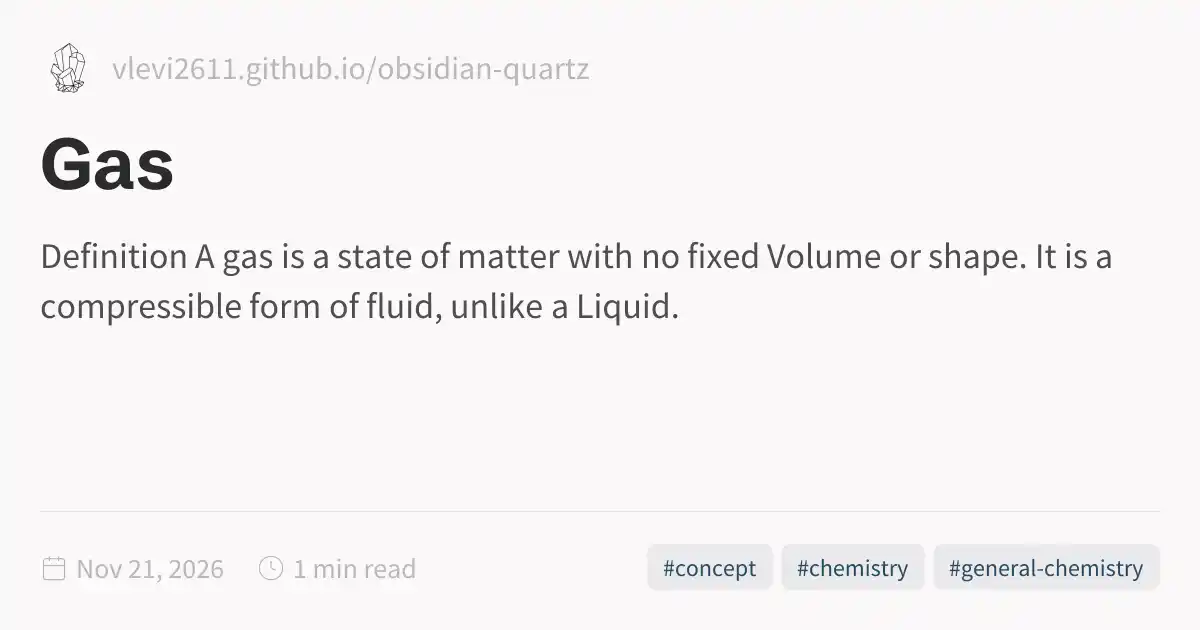 vlevi2611.github.io/obsidian-quartz
Gas
Definition A gas is a state of matter with no fixed Volume or shape. It is a
compressible form of fluid, unlike a Liquid.
Nov 21, 2026 1 min read #concept #chemistry #general-chemistry